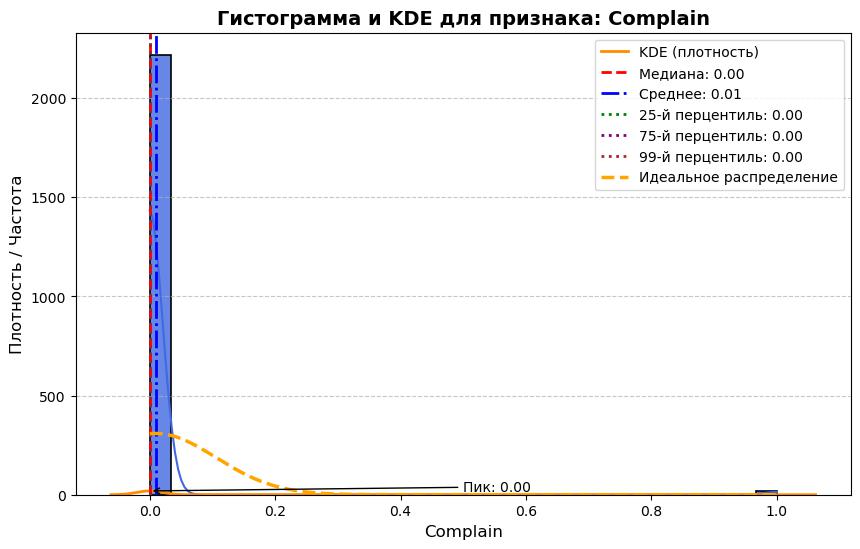 Гистограмма и KDE для признака: Complain
KDE (плотность)
Медиана: 0.00
Среднее: 0.01
25-й перцентиль: 0.00
75-й перцентиль: 0.00
99-й перцентиль: 0.00
Идеальное распределение
Плотность / Частота
2000
1500
1000
500
0
Пик: 0.00
0.0 0.2 0.4 0.6 0.8 1.0
Complain